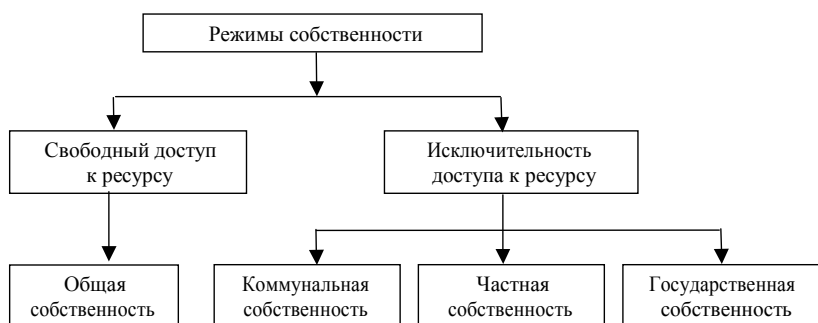 Режимы собственности
Свободный доступ
к ресурсу
Исключительность
доступа к ресурсу
Общая
собственность
Коммунальная
собственность
Частная
собственность
Государственная
собственность